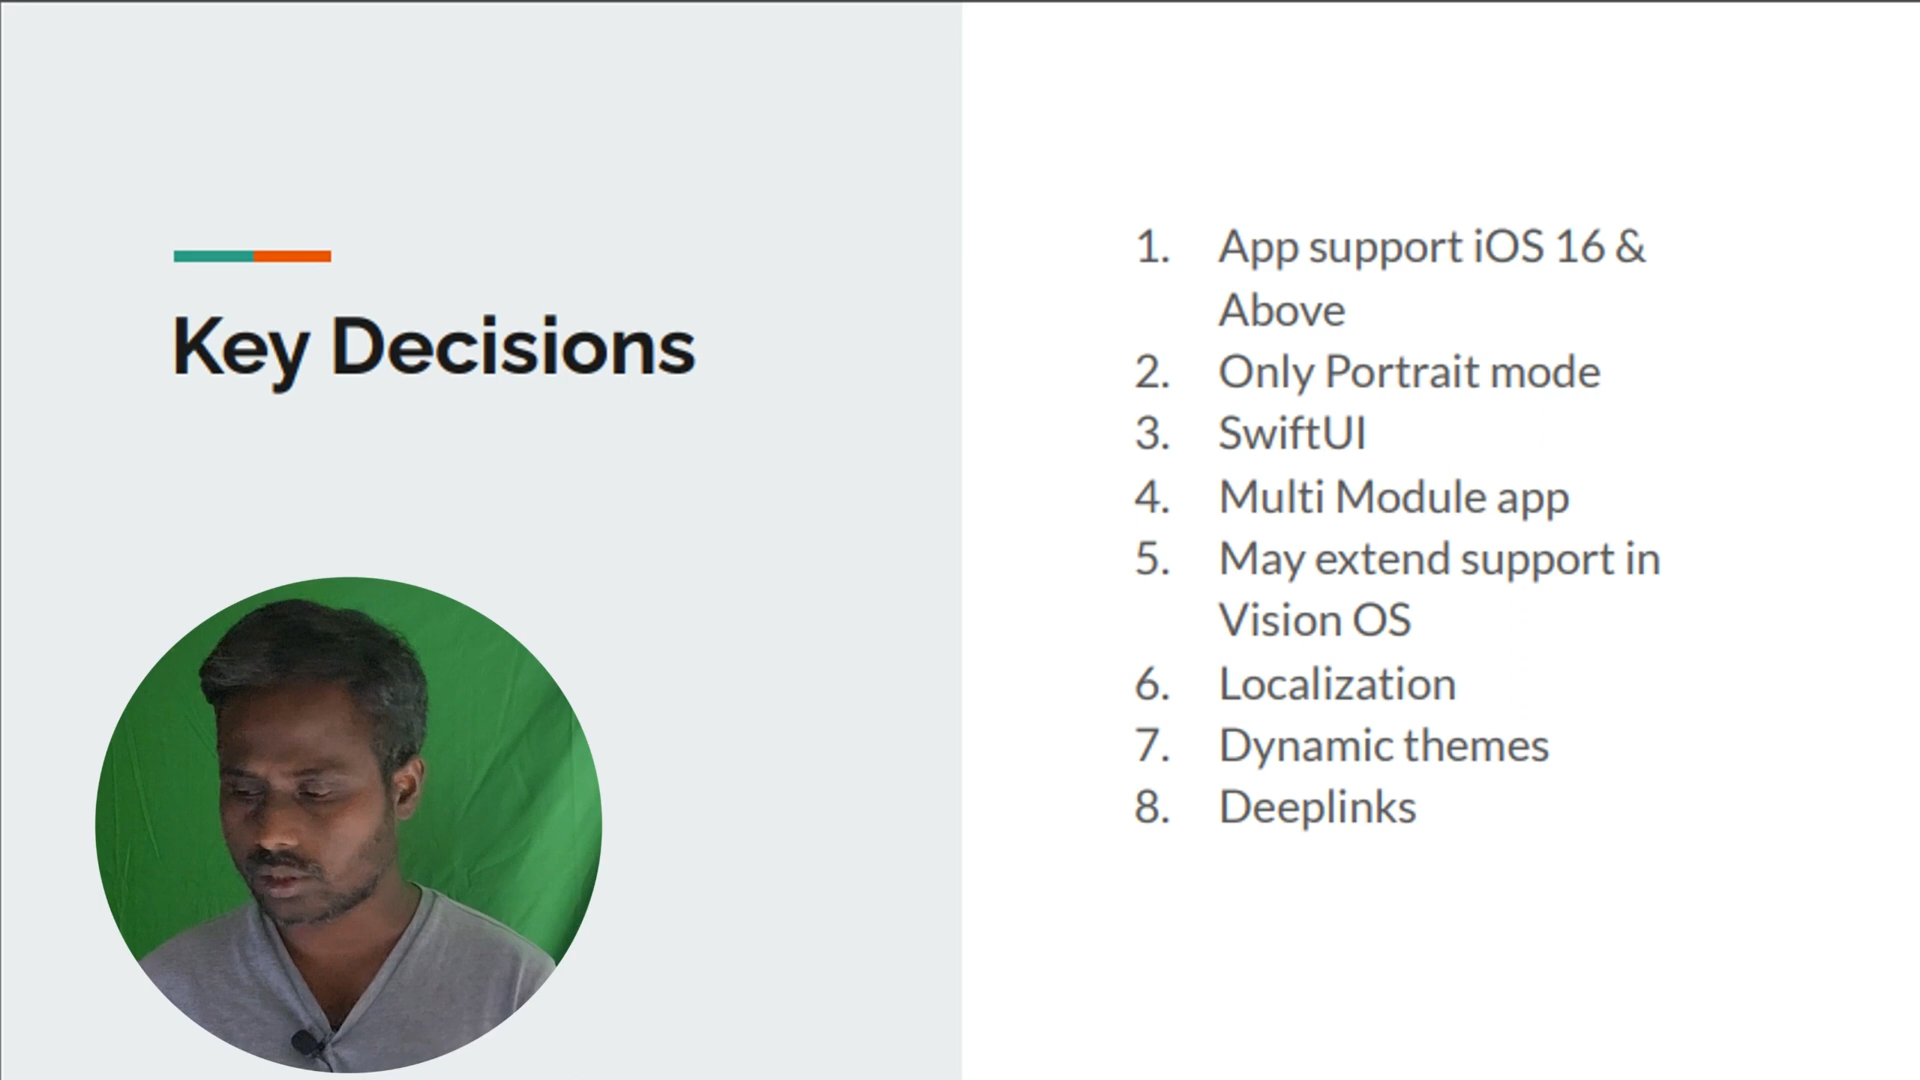 Key Decisions
1. App support iOS 16 &
Above
2. Only Portrait mode
3. SwiftUI
4. Multi Module app
5. May extend support in
Vision OS
6. Localization
7. Dynamic themes
8. Deeplinks